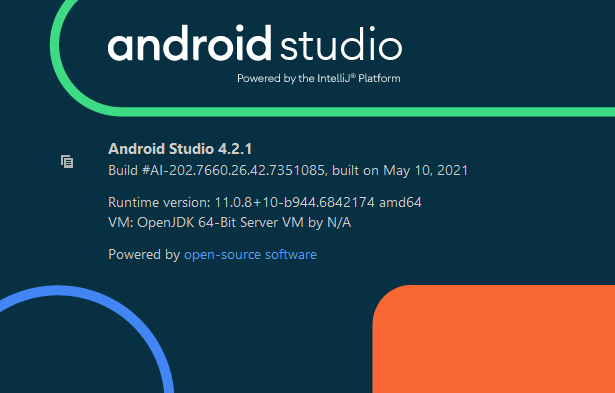 android studio
Powered by the IntelliJ® Platform
Android Studio 4.2.1
Build #AI-202.7660.26.42.7351085, built on May 10, 2021
Runtime version: 11.0.8+10-b944.6842174 amd64
VM: OpenJDK 64-Bit Server VM by N/A
Powered by open-source software